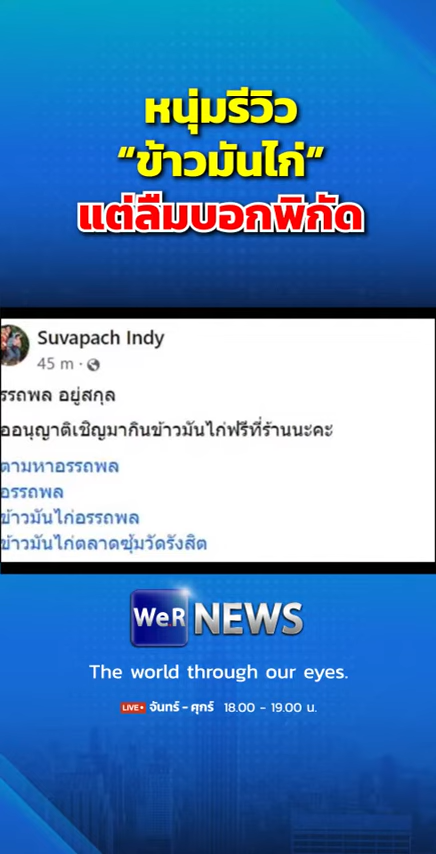 หนุ่มรีวิว
“ข้าวมันไก่”
แต่ลืมบอกพิกัด
Suvapach Indy
45 m ·
รรถพล อยู่สกุล
ออนุญาติเชิญมากินข้าวมันไก่ฟรีที่ร้านนะคะ
ตามหาอรรถพล
อรรถพล
ข้าวมันไก่อรรถพล
ข้าวมันไก่ตลาดซุ้มวัดรังสิต
WeR NEWS
The world through our eyes.
LIVE จันทร์ - ศุกร์ 18.00 - 19.00 น.